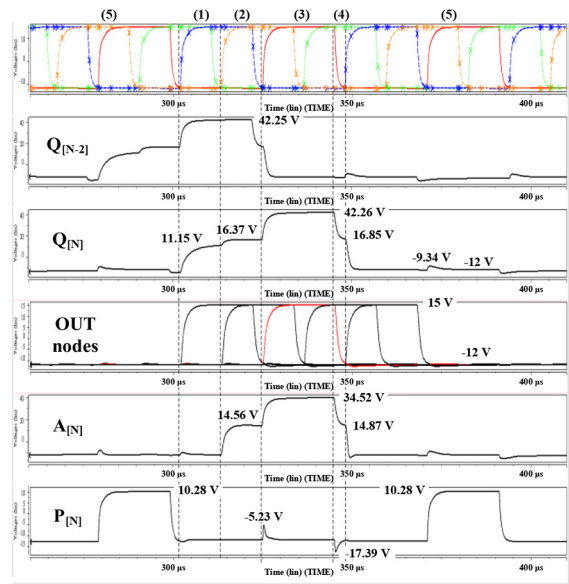 (5) (1) (2) (3) (4) (5)
Time (lin) (TIME)
300 μs 350 μs 400 μs
Q[N-2]
42.25 V
Time (lin) (TIME)
300 μs 350 μs 400 μs
Q[N]
11.15 V 16.37 V 42.26 V
16.85 V
-9.34 V -12 V
Time (lin) (TIME)
300 μs 350 μs 400 μs
OUT
nodes
15 V
-12 V
Time (lin) (TIME)
300 μs 350 μs 400 μs
A[N]
14.56 V 34.52 V
14.87 V
Time (lin) (TIME)
300 μs 350 μs 400 μs
P[N]
10.28 V -5.23 V 10.28 V
-17.39 V
Time (lin) (TIME)
300 μs 350 μs 400 μs